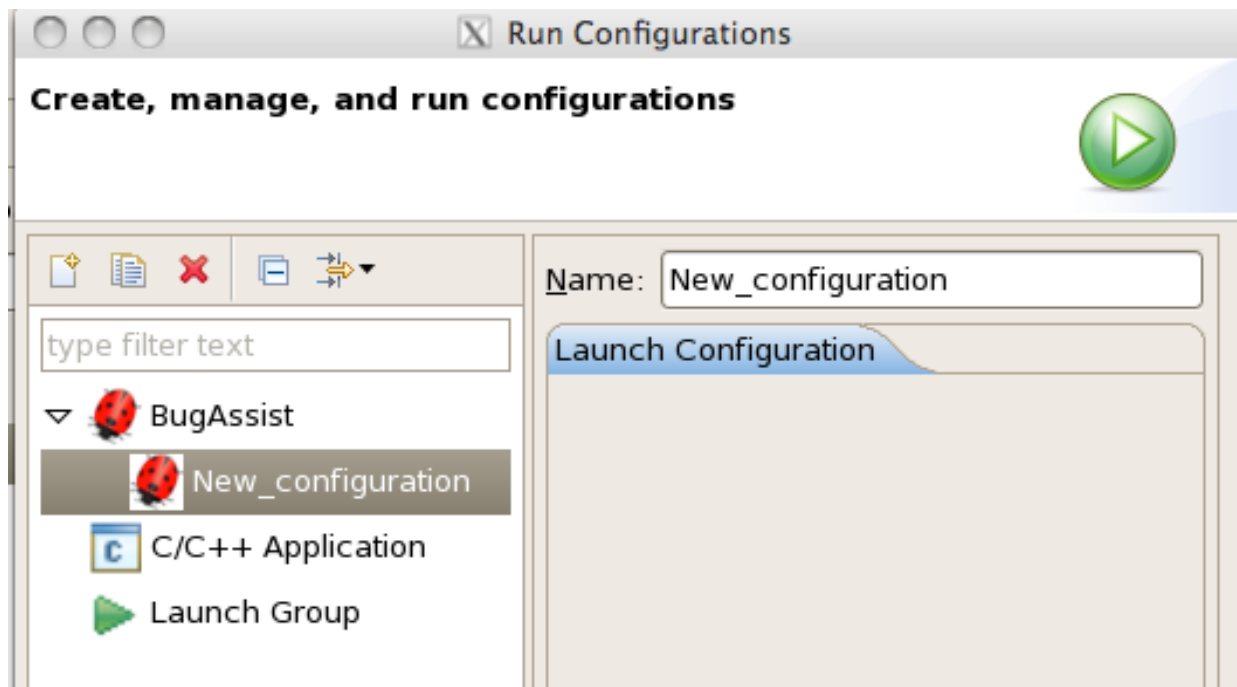 Run Configurations
Create, manage, and run configurations
Name: New_configuration
type filter text
Launch Configuration
BugAssist
New_configuration
C/C++ Application
Launch Group